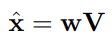 x̂ = wV